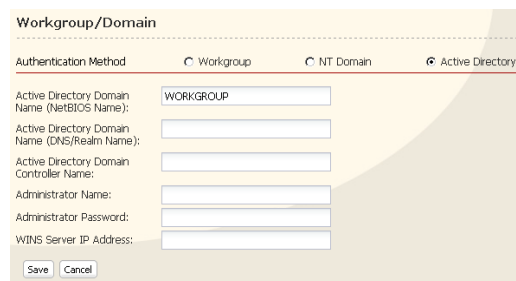 Workgroup/Domain
Authentication Method Workgroup NT Domain Active Directory
Active Directory Domain
Name (NetBIOS Name):
WORKGROUP
Active Directory Domain
Name (DNS/Realm Name):
Active Directory Domain
Controller Name:
Administrator Name:
Administrator Password:
WINS Server IP Address:
Save Cancel